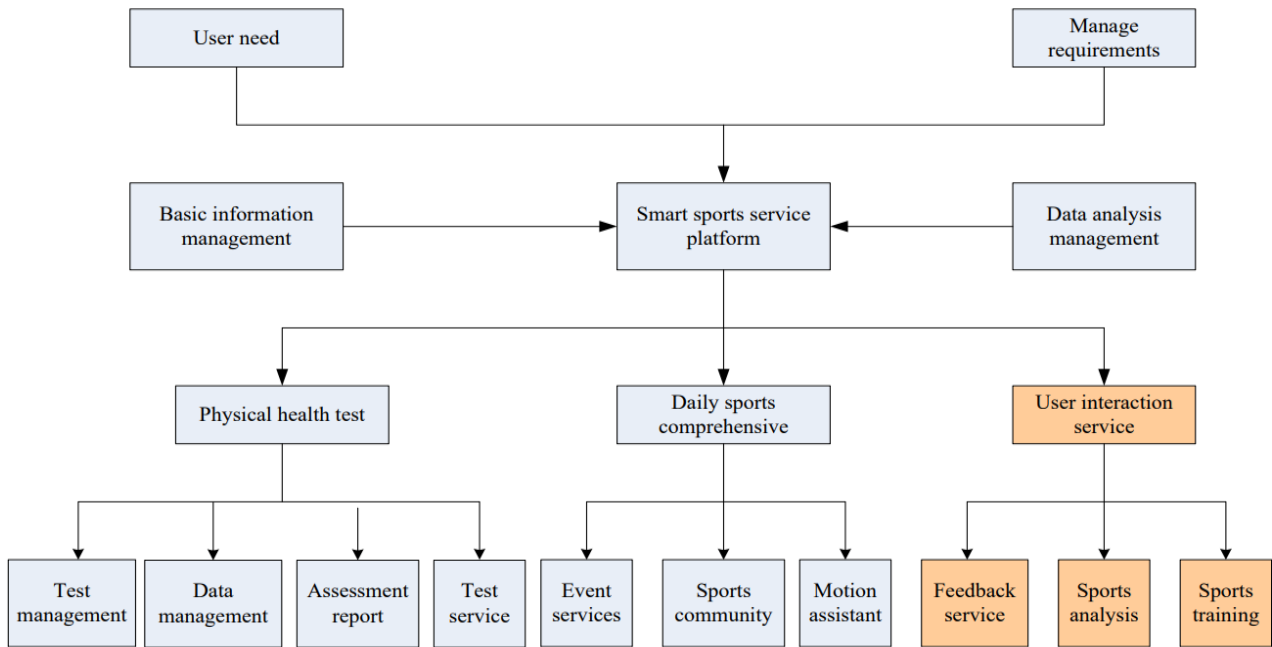 User need
Manage
requirements
Basic information
management
Smart sports service
platform
Data analysis
management
Physical health test
Daily sports
comprehensive
User interaction
service
Test
management
Data
management
Assessment
report
Test
service
Event
services
Sports
community
Motion
assistant
Feedback
service
Sports
analysis
Sports
training